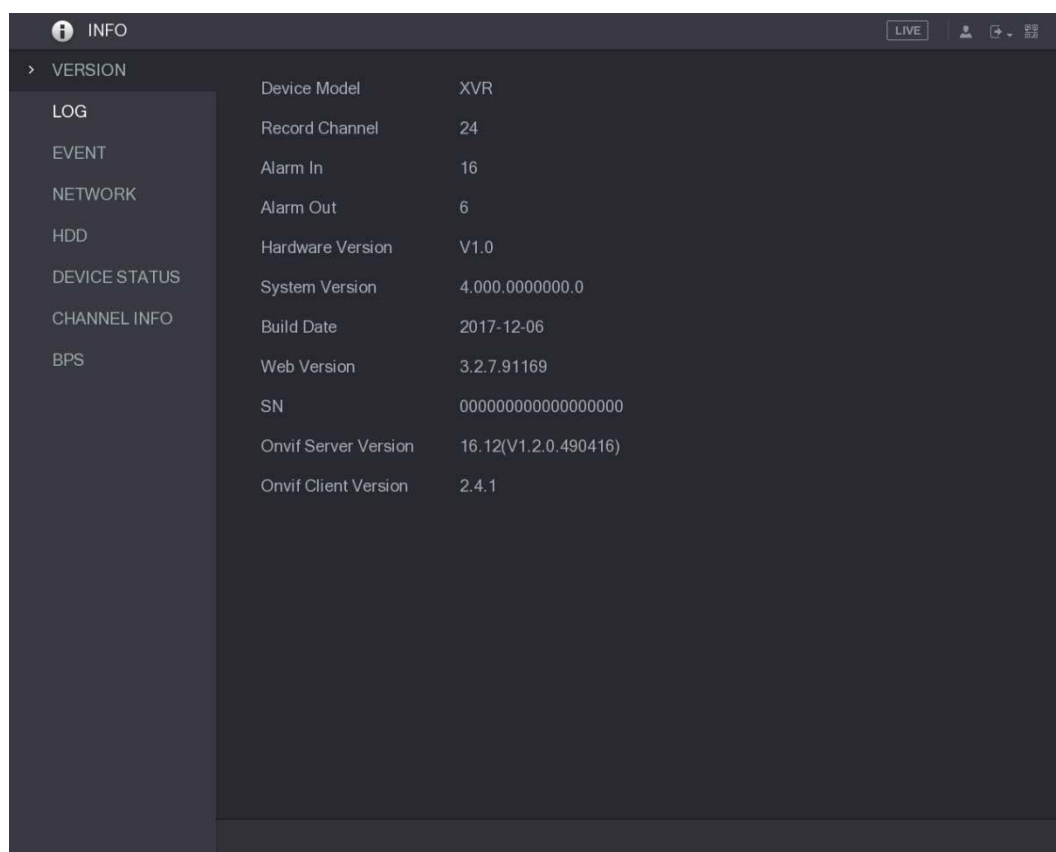 INFO
LIVE
VERSION
LOG
EVENT
NETWORK
HDD
DEVICE STATUS
CHANNEL INFO
BPS
Device Model XVR
Record Channel 24
Alarm In 16
Alarm Out 6
Hardware Version V1.0
System Version 4.000.0000000.0
Build Date 2017-12-06
Web Version 3.2.7.91169
SN 000000000000000000
Onvif Server Version 16.12(V1.2.0.490416)
Onvif Client Version 2.4.1